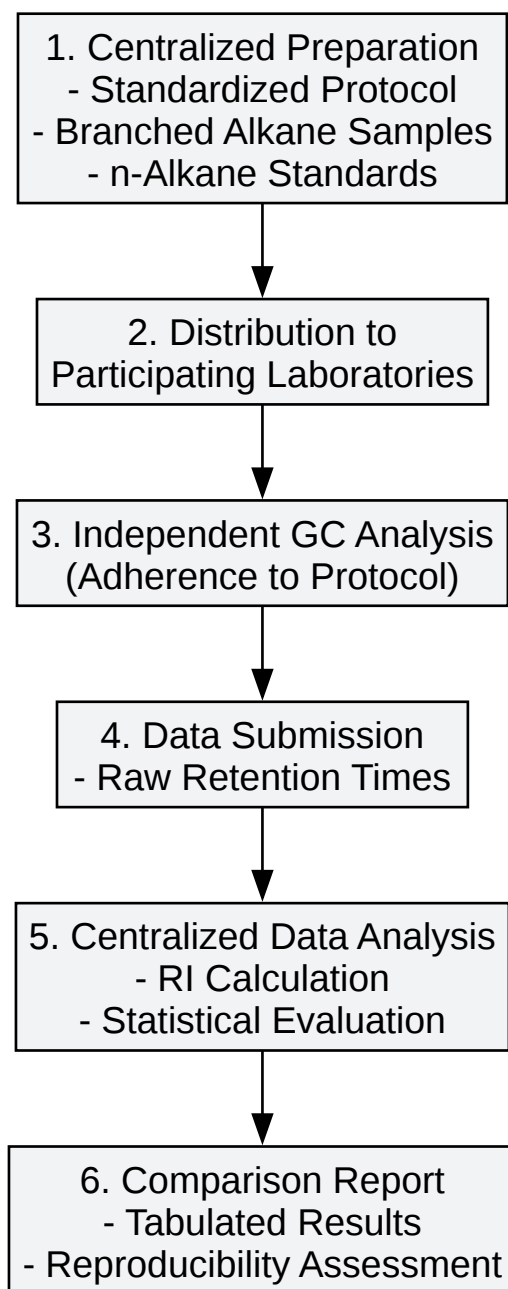 1. Centralized Preparation
- Standardized Protocol
- Branched Alkane Samples
- n-Alkane Standards
2. Distribution to
Participating Laboratories
3. Independent GC Analysis
(Adherence to Protocol)
4. Data Submission
- Raw Retention Times
5. Centralized Data Analysis
- RI Calculation
- Statistical Evaluation
6. Comparison Report
- Tabulated Results
- Reproducibility Assessment